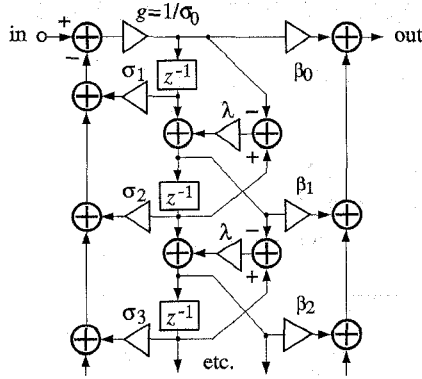 in
+
−
g=1/σ₀
out
σ₁
z⁻¹
β₀
λ
−
+
σ₂
z⁻¹
β₁
λ
−
+
σ₃
z⁻¹
β₂
etc.